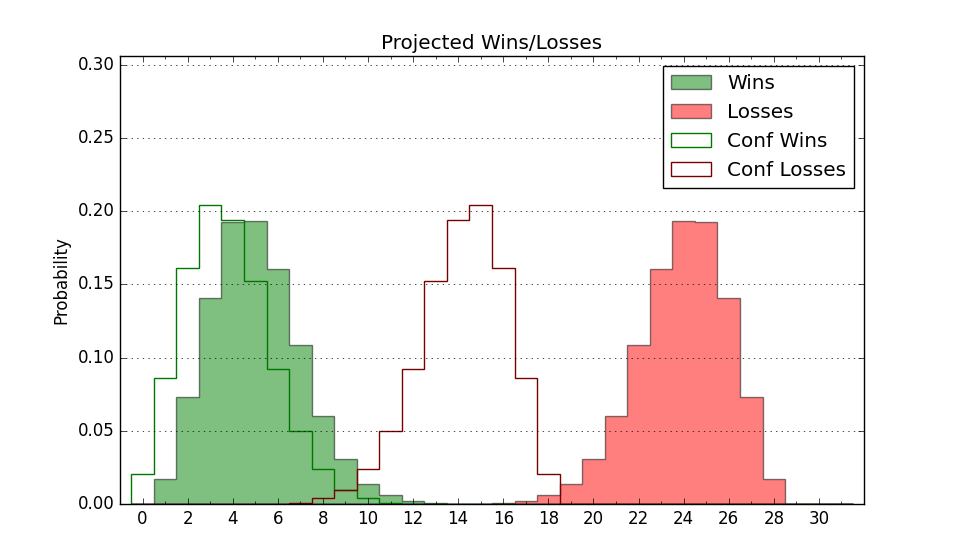 Projected Wins/Losses
0.30
0.25
0.20
0.15
0.10
0.05
0.00
Probability
Wins
Losses
Conf Wins
Conf Losses
0 2 4 6 8 10 12 14 16 18 20 22 24 26 28 30